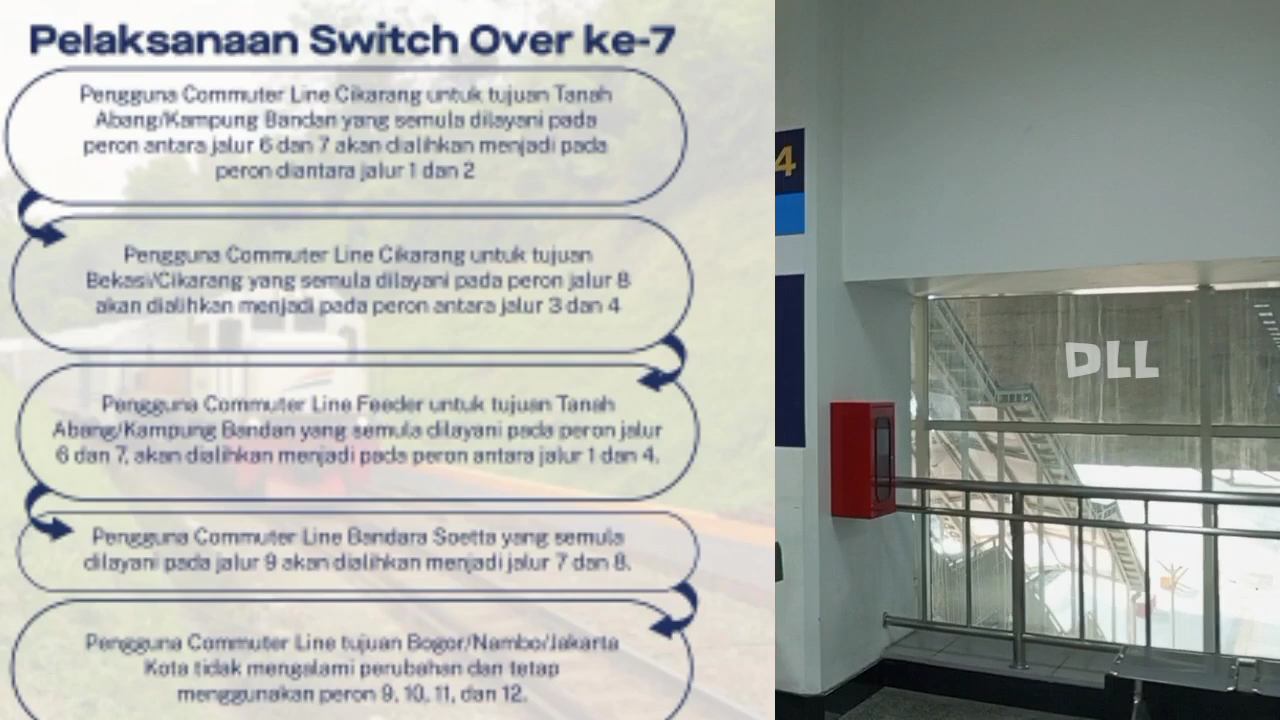 Pelaksanaan Switch Over ke-7
Pengguna Commuter Line Cikarang untuk tujuan Tanah
Abang/Kampung Bandan yang semula dilayani pada
peron antara jalur 6 dan 7 akan dialihkan menjadi pada
peron diantara jalur 1 dan 2
Pengguna Commuter Line Cikarang untuk tujuan
Bekasi/Cikarang yang semula dilayani pada peron jalur 8
akan dialihkan menjadi pada peron antara jalur 3 dan 4
Pengguna Commuter Line Feeder untuk tujuan Tanah
Abang/Kampung Bandan yang semula dilayani pada peron jalur
6 dan 7, akan dialihkan menjadi pada peron antara jalur 1 dan 4.
Pengguna Commuter Line Bandara Soetta yang semula
dilayani pada jalur 9 akan dialihkan menjadi jalur 7 dan 8.
Pengguna Commuter Line tujuan Bogor/Nambo/Jakarta
Kota tidak mengalami perubahan dan tetap
menggunakan peron 9, 10, 11, dan 12.
4
DLL